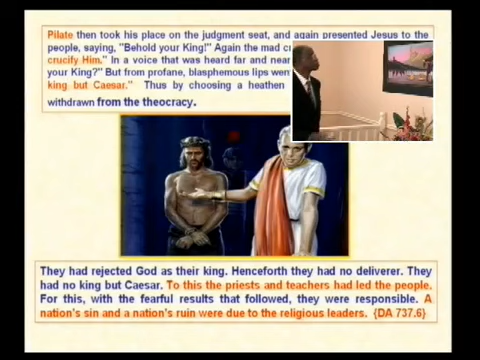 Pilate then took his place on the judgment seat, and again presented Jesus to the
people, saying, "Behold your King!" Again the mad
crucify Him." In a voice that was heard far and near
your King?" But from profane, blasphemous lips
king but Caesar." Thus by choosing a heathen
withdrawn from the theocracy.
They had rejected God as their king. Henceforth they had no deliverer. They
had no king but Caesar. To this the priests and teachers had led the people.
For this, with the fearful results that followed, they were responsible. A
nation's sin and a nation's ruin were due to the religious leaders. {DA 737.6}